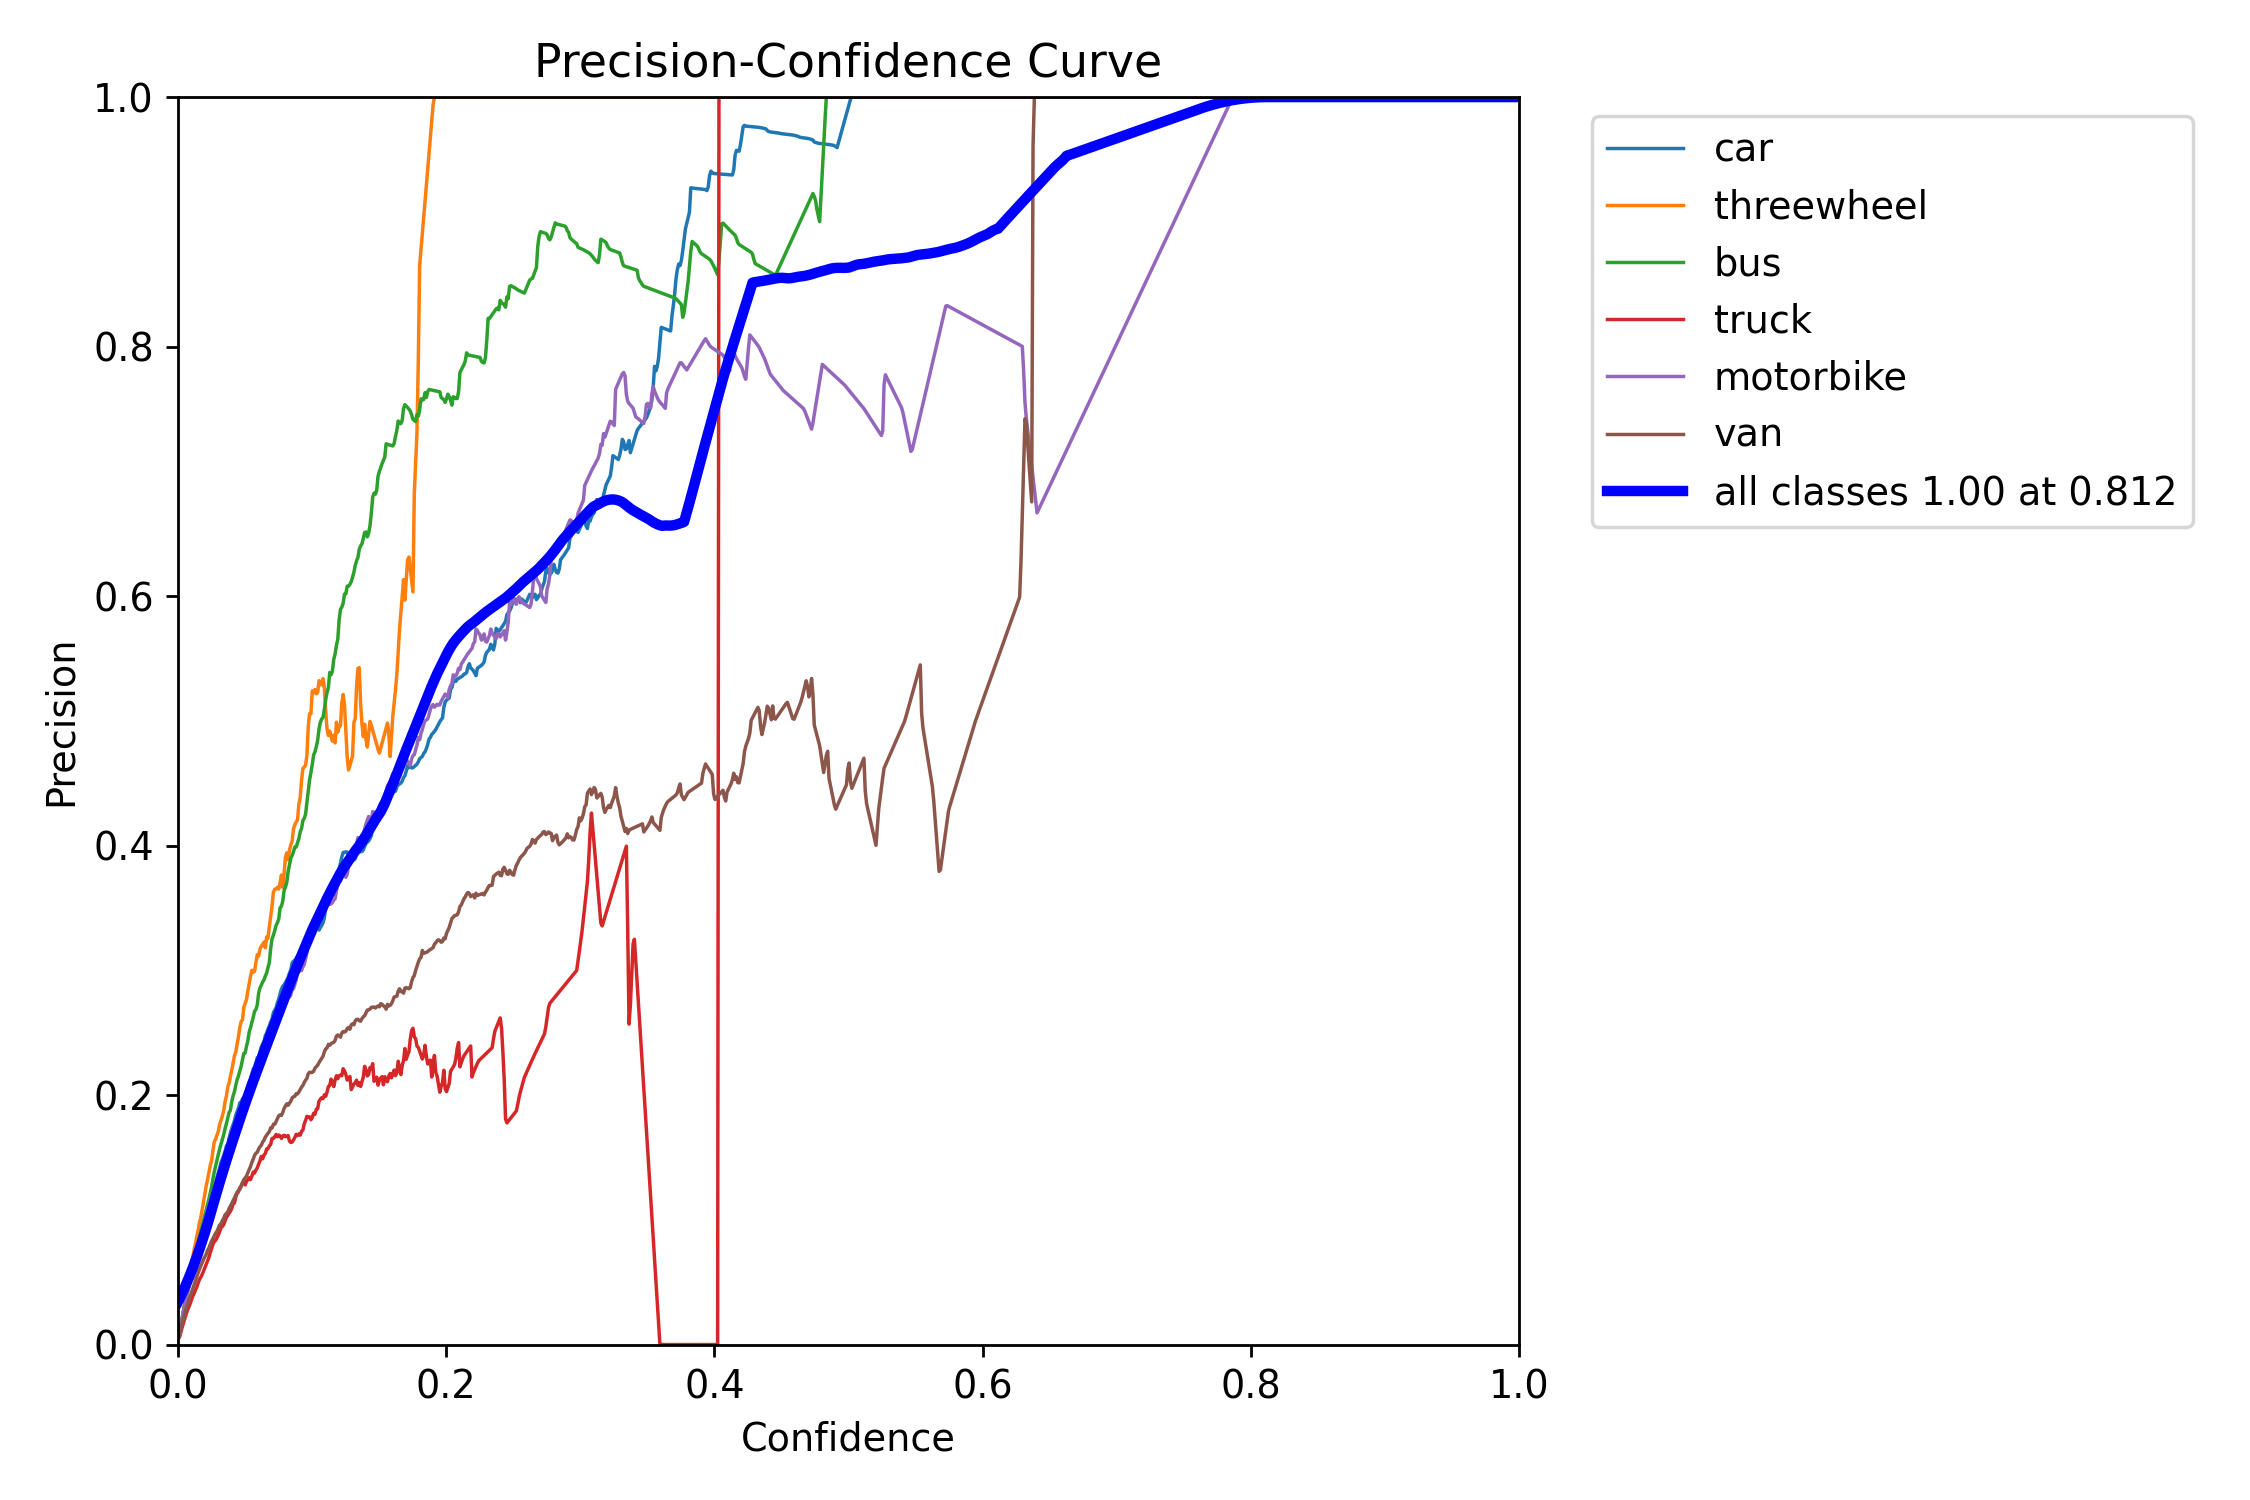 Precision-Confidence Curve
1.0
0.8
0.6
0.4
0.2
0.0
Precision
0.0 0.2 0.4 0.6 0.8 1.0
Confidence
car
threewheel
bus
truck
motorbike
van
all classes 1.00 at 0.812